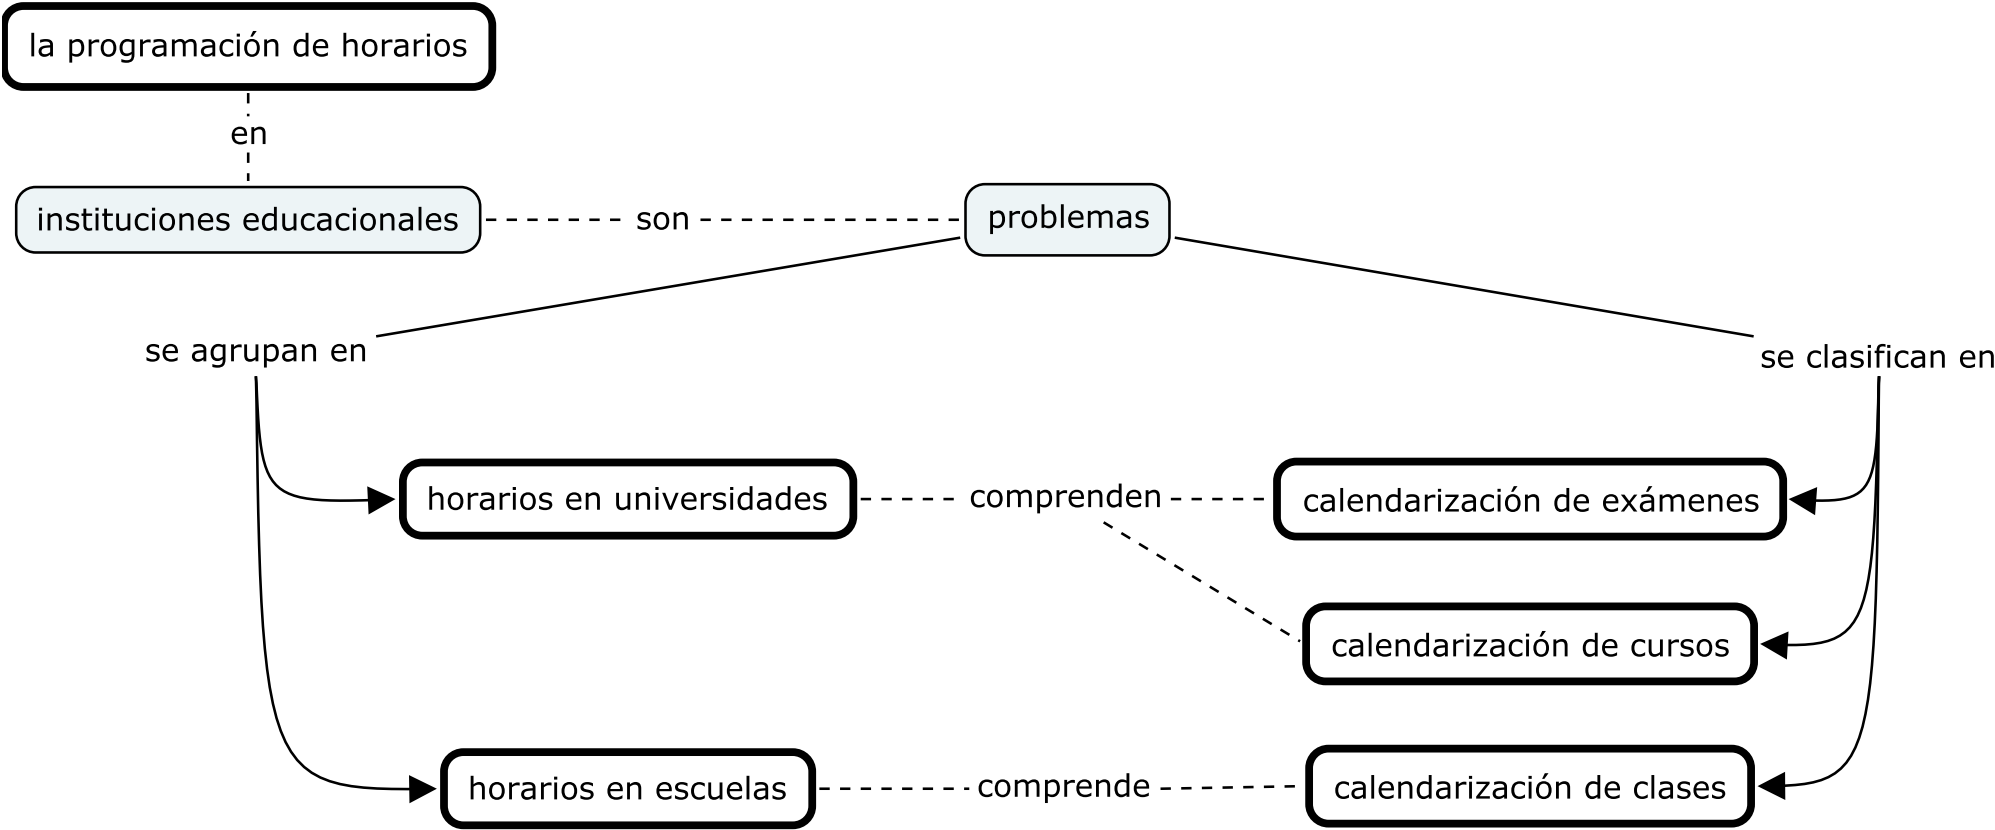 la programación de horarios
en
instituciones educacionales
son
problemas
se agrupan en
se clasifican en
horarios en universidades
comprenden
calendarización de exámenes
calendarización de cursos
horarios en escuelas
comprende
calendarización de clases